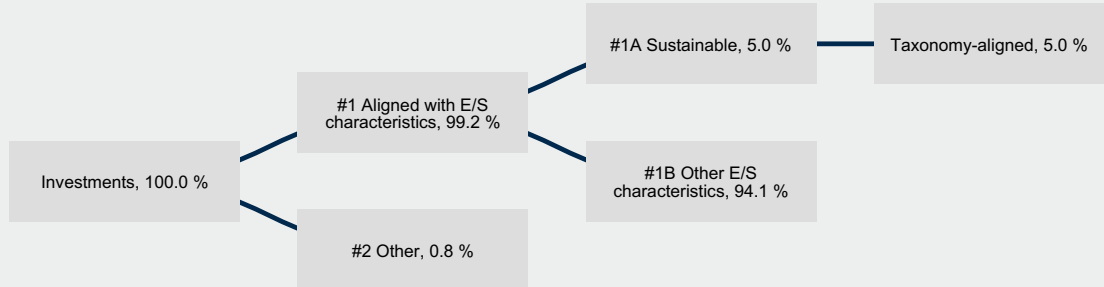 #1A Sustainable, 5.0 %
Taxonomy-aligned, 5.0 %
#1 Aligned with E/S
characteristics, 99.2 %
Investments, 100.0 %
#1B Other E/S
characteristics, 94.1 %
#2 Other, 0.8 %